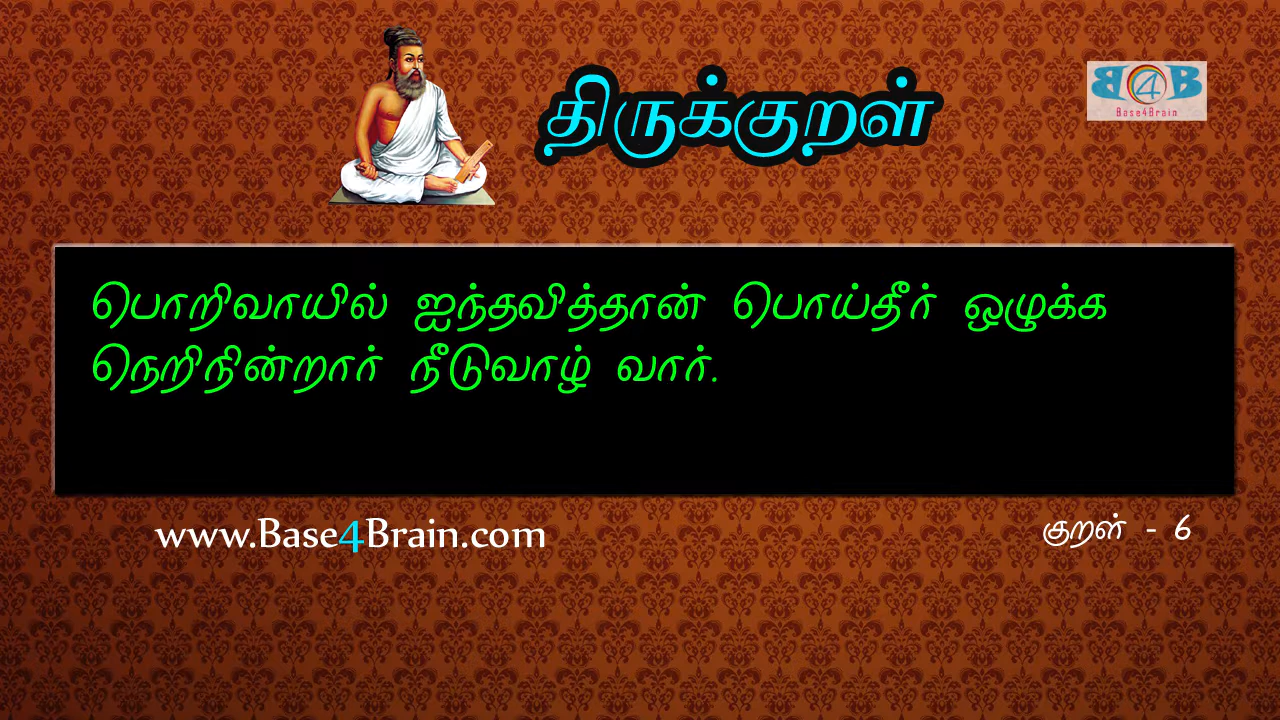 திருக்குறள்
B4B
Base4Brain
பொறிவாயில் ஐந்தவித்தான் பொய்தீர் ஒழுக்க
நெறிநின்றார் நீடுவாழ் வார்.
www.Base4Brain.com
குறள் - 6